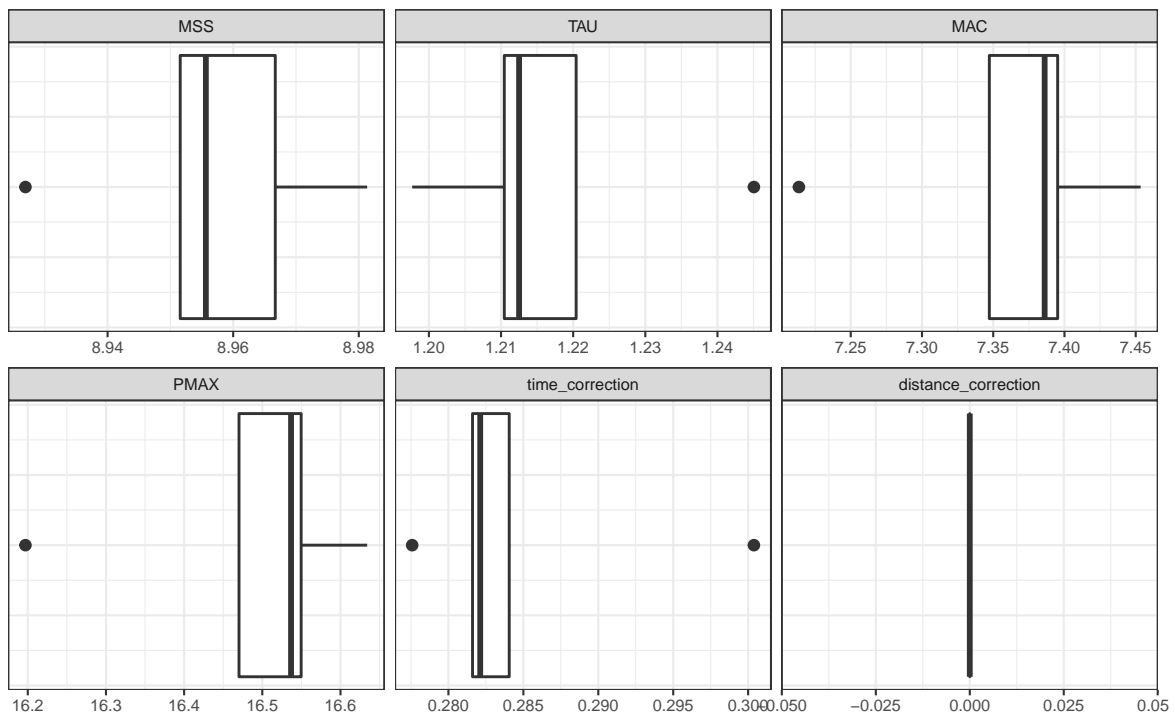 MSS TAU MAC
8.94 8.96 8.98 1.20 1.21 1.22 1.23 1.24 7.25 7.30 7.35 7.40 7.45
PMAX time_correction distance_correction
16.2 16.3 16.4 16.5 16.6 0.280 0.285 0.290 0.295 0.300 −0.050 −0.025 0.000 0.025 0.05